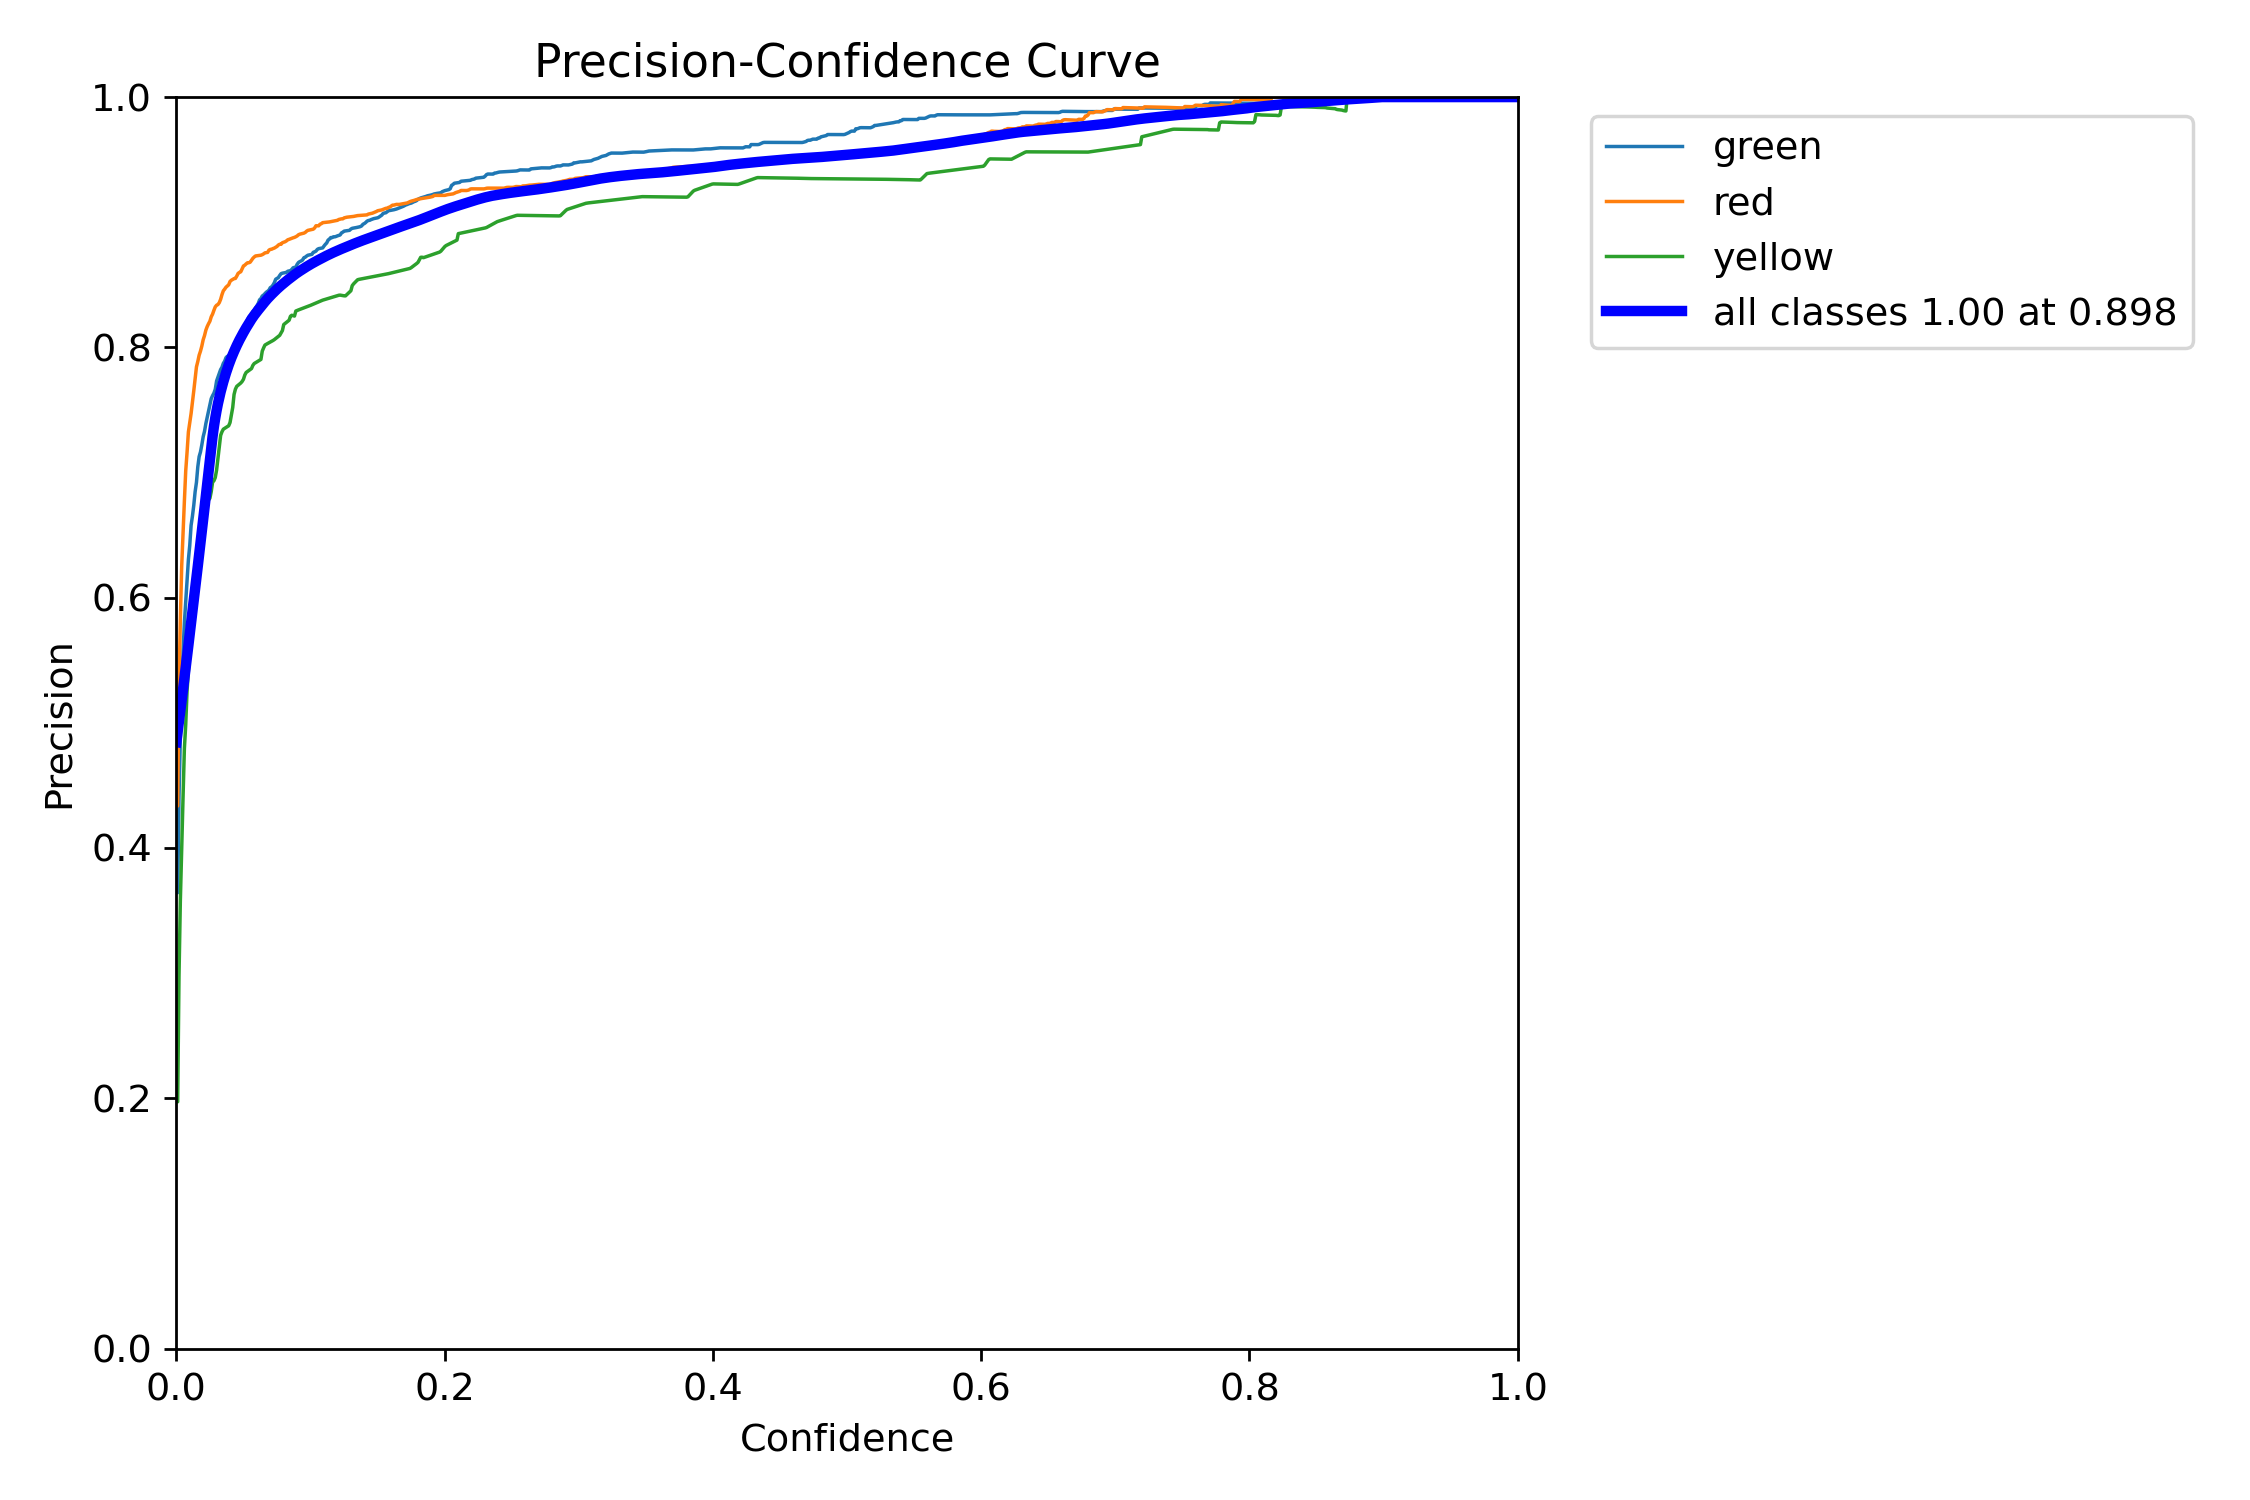 Precision-Confidence Curve
1.0
0.8
0.6
0.4
0.2
0.0
Precision
0.0 0.2 0.4 0.6 0.8 1.0
Confidence
green
red
yellow
all classes 1.00 at 0.898